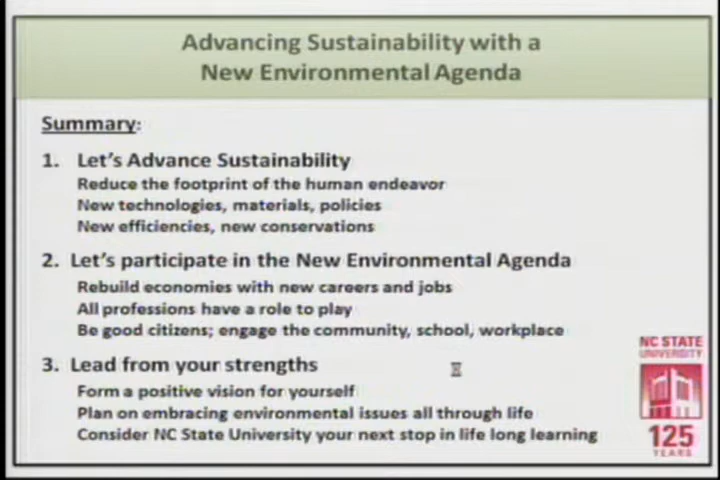 Advancing Sustainability with a
New Environmental Agenda
Summary:
1. Let's Advance Sustainability
Reduce the footprint of the human endeavor
New technologies, materials, policies
New efficiencies, new conservations
2. Let's participate in the New Environmental Agenda
Rebuild economies with new careers and jobs
All professions have a role to play
Be good citizens; engage the community, school, workplace
3. Lead from your strengths
Form a positive vision for yourself
Plan on embracing environmental issues all through life
Consider NC State University your next stop in life long learning
NC STATE
UNIVERSITY
125
YEARS